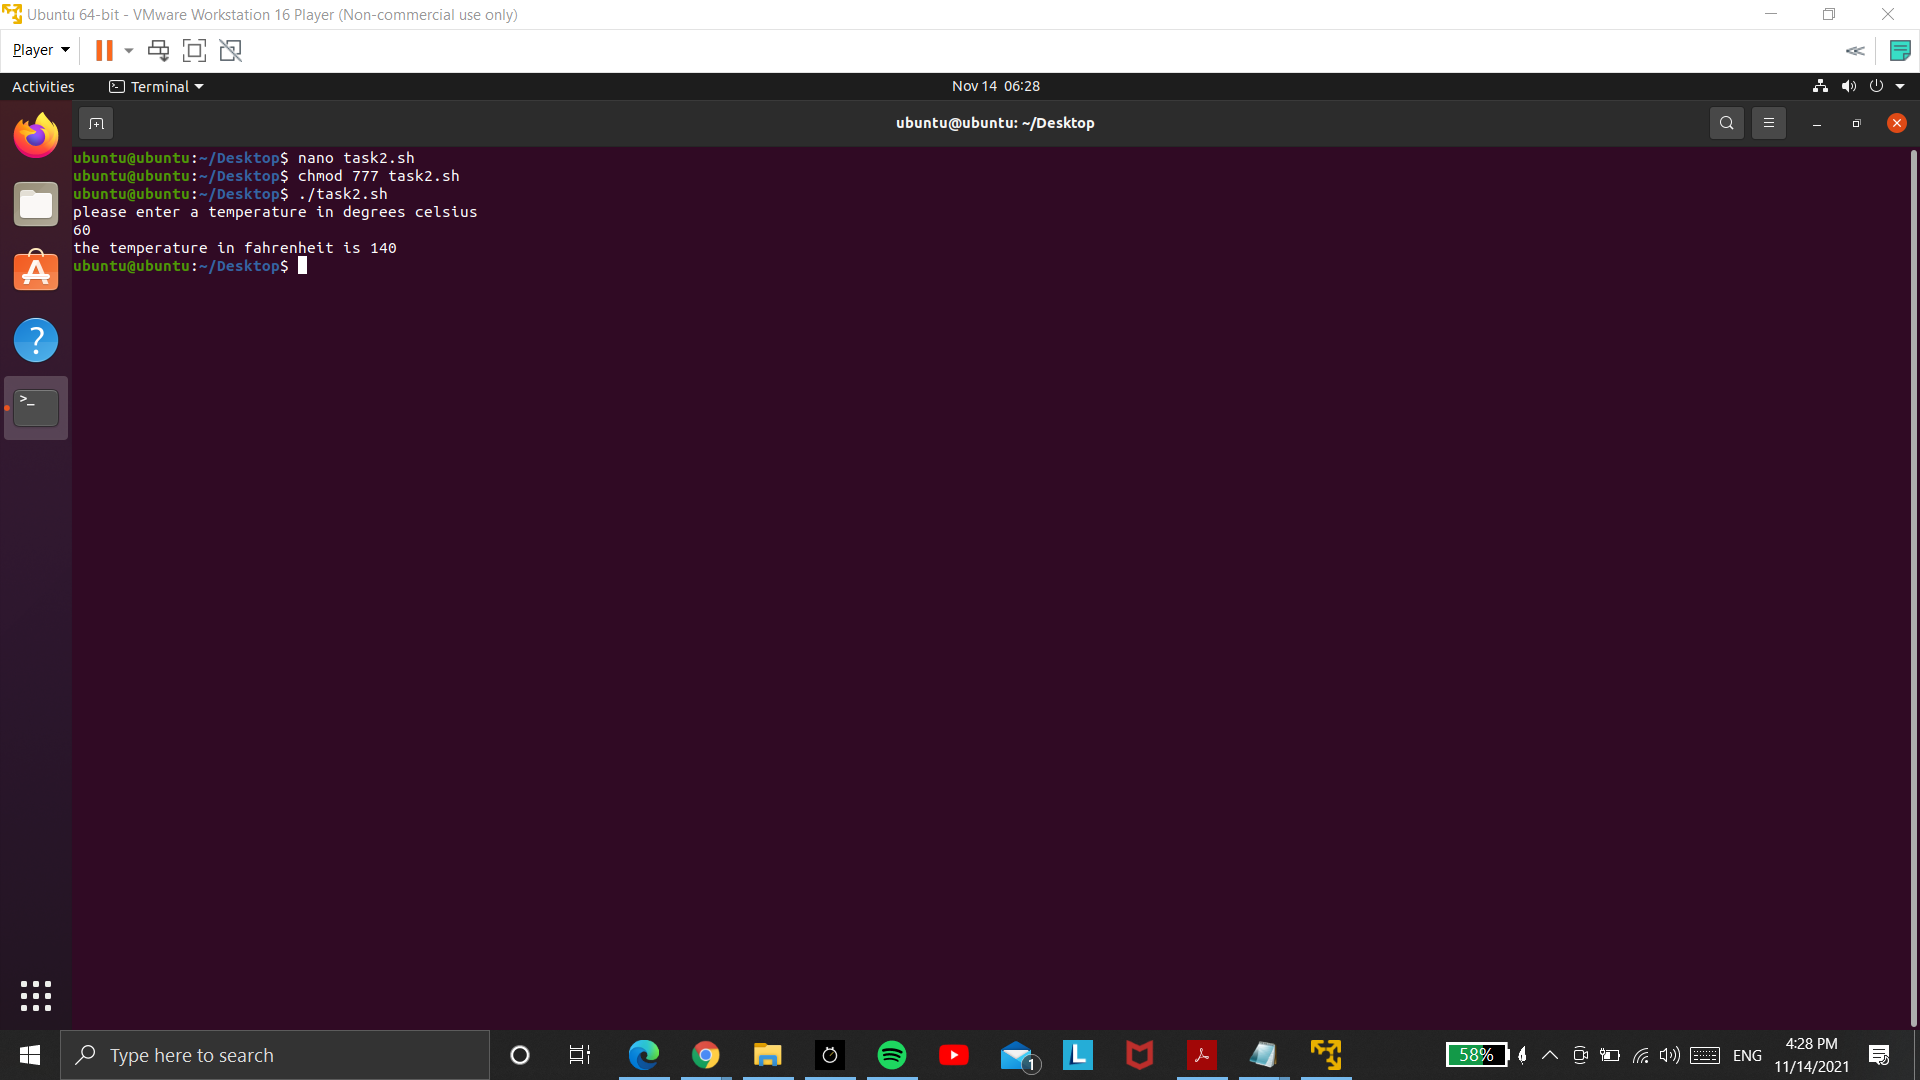 Ubuntu 64-bit - VMware Workstation 16 Player (Non-commercial use only)
Player
Activities
Terminal
Nov 14 06:28
ubuntu@ubuntu: ~/Desktop
ubuntu@ubuntu:~/Desktop$ nano task2.sh
ubuntu@ubuntu:~/Desktop$ chmod 777 task2.sh
ubuntu@ubuntu:~/Desktop$ ./task2.sh
please enter a temperature in degrees celsius
60
the temperature in fahrenheit is 140
ubuntu@ubuntu:~/Desktop$
Type here to search
1
L
58%
ENG
4:28 PM
11/14/2021